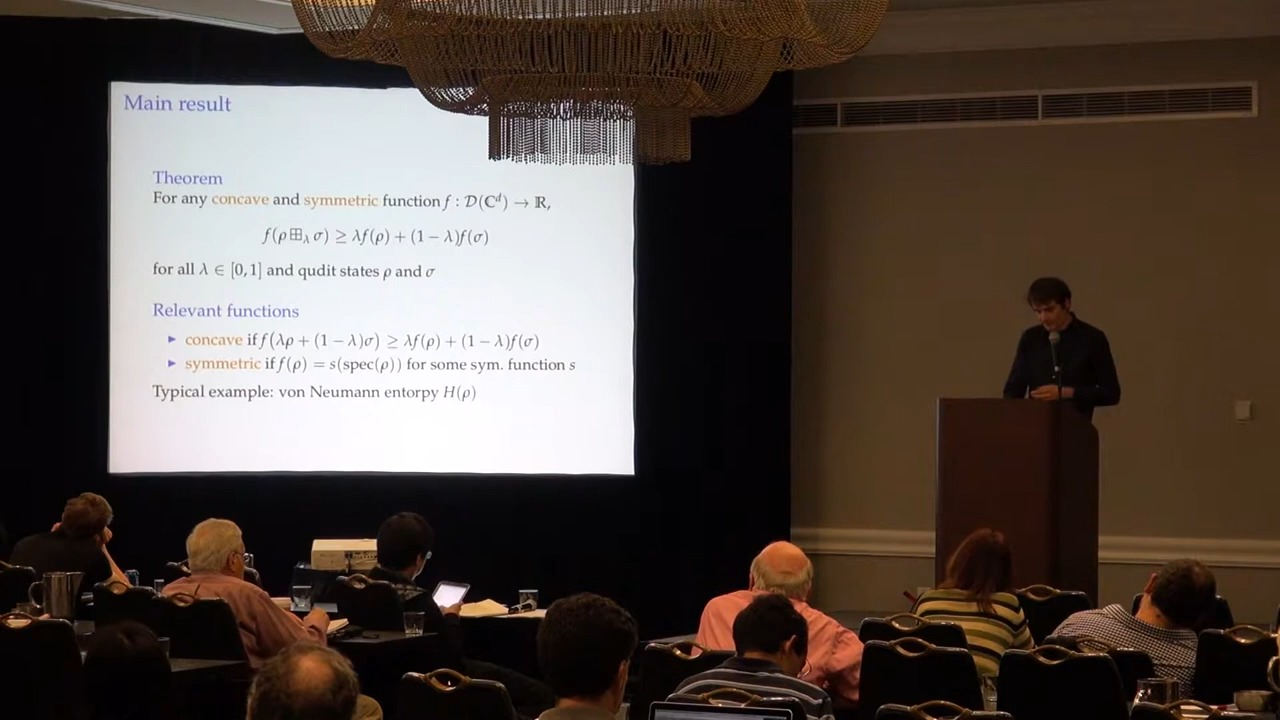 Main result
Theorem
For any concave and symmetric function f : 𝒟(ℂᵈ) → ℝ,
f(ρ ⊞_λ σ) ≥ λf(ρ) + (1 − λ)f(σ)
for all λ ∈ [0, 1] and qudit states ρ and σ
Relevant functions
▸ concave if f(λρ + (1 − λ)σ) ≥ λf(ρ) + (1 − λ)f(σ)
▸ symmetric if f(ρ) = s(spec(ρ)) for some sym. function s
Typical example: von Neumann entorpy H(ρ)